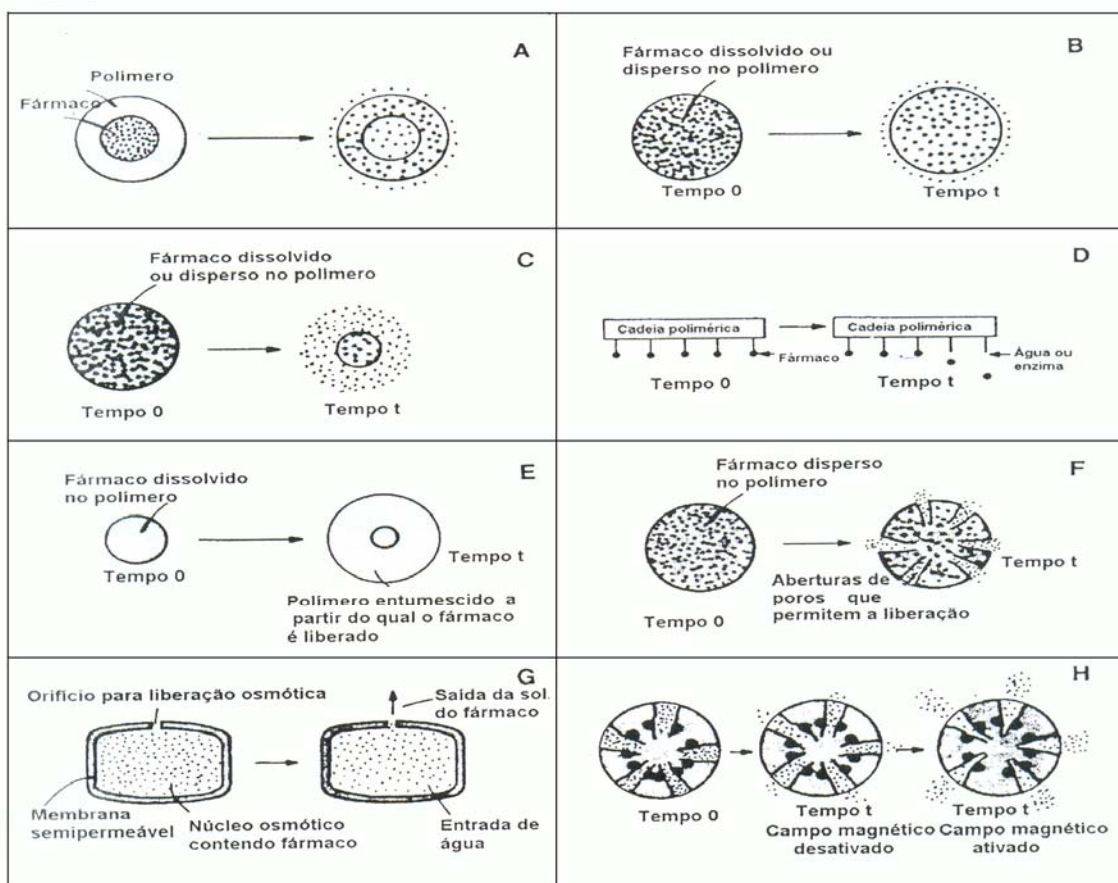 A
Polímero
Fármaco
B
Fármaco dissolvido ou
disperso no polímero
Tempo 0
Tempo t
C
Fármaco dissolvido
ou disperso no polímero
Tempo 0
Tempo t
D
Cadeia polimérica
Cadeia polimérica
Fármaco
Água ou
enzima
Tempo 0
Tempo t
E
Fármaco dissolvido
no polímero
Tempo 0
Tempo t
Polímero entumescido a
partir do qual o fármaco
é liberado
F
Fármaco disperso
no polímero
Tempo 0
Tempo t
Aberturas de
poros que
permitem a liberação
G
Orifício para liberação osmótica
Saída da sol.
do fármaco
Membrana
semipermeável
Núcleo osmótico
contendo fármaco
Entrada de
água
H
Tempo 0
Tempo t
Campo magnético
desativado
Tempo t
Campo magnético
ativado